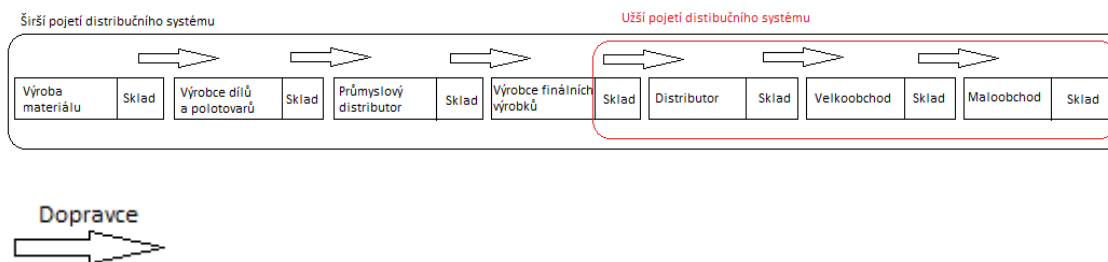 Širší pojetí distribučního systému
Užší pojetí distibučního systému
Výroba
materiálu
Sklad
Výrobce dílů
a polotovarů
Sklad
Průmyslový
distributor
Sklad
Výrobce finálních
výrobků
Sklad
Distributor
Sklad
Velkoobchod
Sklad
Maloobchod
Sklad
Dopravce